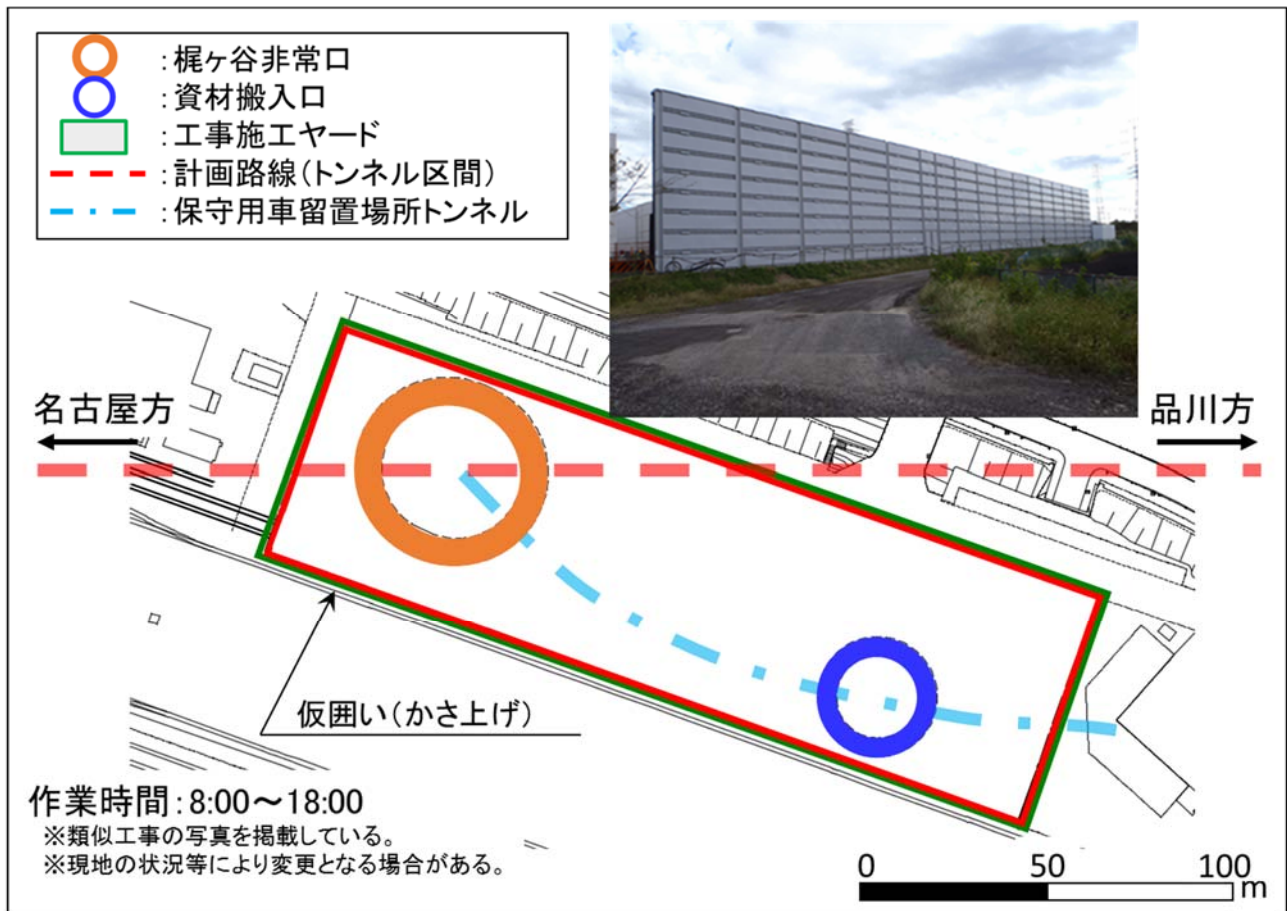 ：梶ヶ谷非常口
：資材搬入口
：工事施工ヤード
：計画路線（トンネル区間）
：保守用車留置場所トンネル
名古屋方
品川方
仮囲い（かさ上げ）
作業時間：8:00～18:00
※類似工事の写真を掲載している。
※現地の状況等により変更となる場合がある。
0 50 100
m